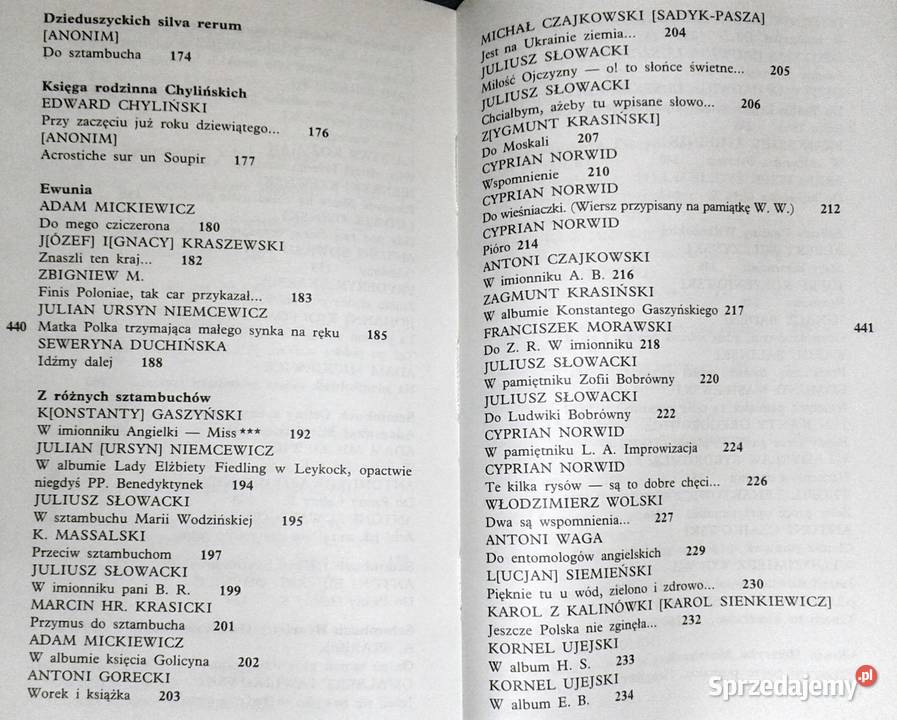 Dzieduszyckich silva rerum
[ANONIM]
Do sztambucha 174
Księga rodzinna Chylińskich
EDWARD CHYLIŃSKI
Przy zaczęciu już roku dziewiątego... 176
[ANONIM]
Acrostiche sur un Soupir 177
Ewunia
ADAM MICKIEWICZ
Do mego cziczerona 180
J[ÓZEF] I[GNACY] KRASZEWSKI
Znaszli ten kraj... 182
ZBIGNIEW M.
Finis Poloniae, tak car przykazał... 183
JULIAN URSYN NIEMCEWICZ
440 Matka Polka trzymająca małego synka na ręku 185
SEWERYNA DUCHIŃSKA
Idźmy dalej 188
Z różnych sztambuchów
K[ONSTANTY] GASZYŃSKI
W imionniku Angielki — Miss*** 192
JULIAN [URSYN] NIEMCEWICZ
W albumie Lady Elżbiety Fiedling w Leykock, opactwie
niegdyś PP. Benedyktynek 194
JULIUSZ SŁOWACKI
W sztambuchu Marii Wodzińskiej 195
K. MASSALSKI
Przeciw sztambuchom 197
JULIUSZ SŁOWACKI
W imionniku pani B. R. 199
MARCIN HR. KRASICKI
Przymus do sztambucha 201
ADAM MICKIEWICZ
W albumie księcia Golicyna 202
ANTONI GORECKI
Worek i książka 203
MICHAŁ CZAJKOWSKI [SADYK-PASZA]
Jest na Ukrainie ziemia... 204
JULIUSZ SŁOWACKI
Miłość Ojczyzny — o! to słońce świetne... 205
JULIUSZ SŁOWACKI
Chciałbym, ażeby tu wpisane słowo... 206
Z[YGMUNT KRASIŃSKI]
Do Moskali 207
CYPRIAN NORWID
Wspomnienie 210
CYPRIAN NORWID
Do wieśniaczki. (Wiersz przypisany na pamiątkę W. W.) 212
CYPRIAN NORWID
Pióro 214
ANTONI CZAJKOWSKI
W imionniku A. B. 216
ZAGMUNT KRASIŃSKI
W albumie Konstantego Gaszyńskiego 217
FRANCISZEK MORAWSKI 441
Do Z. R. W imionniku 218
JULIUSZ SŁOWACKI
W pamiętniku Zofii Bobrówny 220
JULIUSZ SŁOWACKI
Do Ludwiki Bobrówny 222
CYPRIAN NORWID
W pamiętniku L. A. Improwizacja 224
CYPRIAN NORWID
Te kilka rysów — są to dobre chęci... 226
WŁODZIMIERZ WOLSKI
Dwa są wspomnienia... 227
ANTONI WAGA
Do entomologów angielskich 229
L[UCJAN] SIEMIEŃSKI
Pięknie tu u wód, zielono i zdrowo... 230
KAROL Z KALINÓWKI [KAROL SIENKIEWICZ]
Jeszcze Polska nie zginęła... 232
KORNEL UJEJSKI
W album H. S. 233
KORNEL UJEJSKI
W album E. B. 234
Sprzedajemy.pl